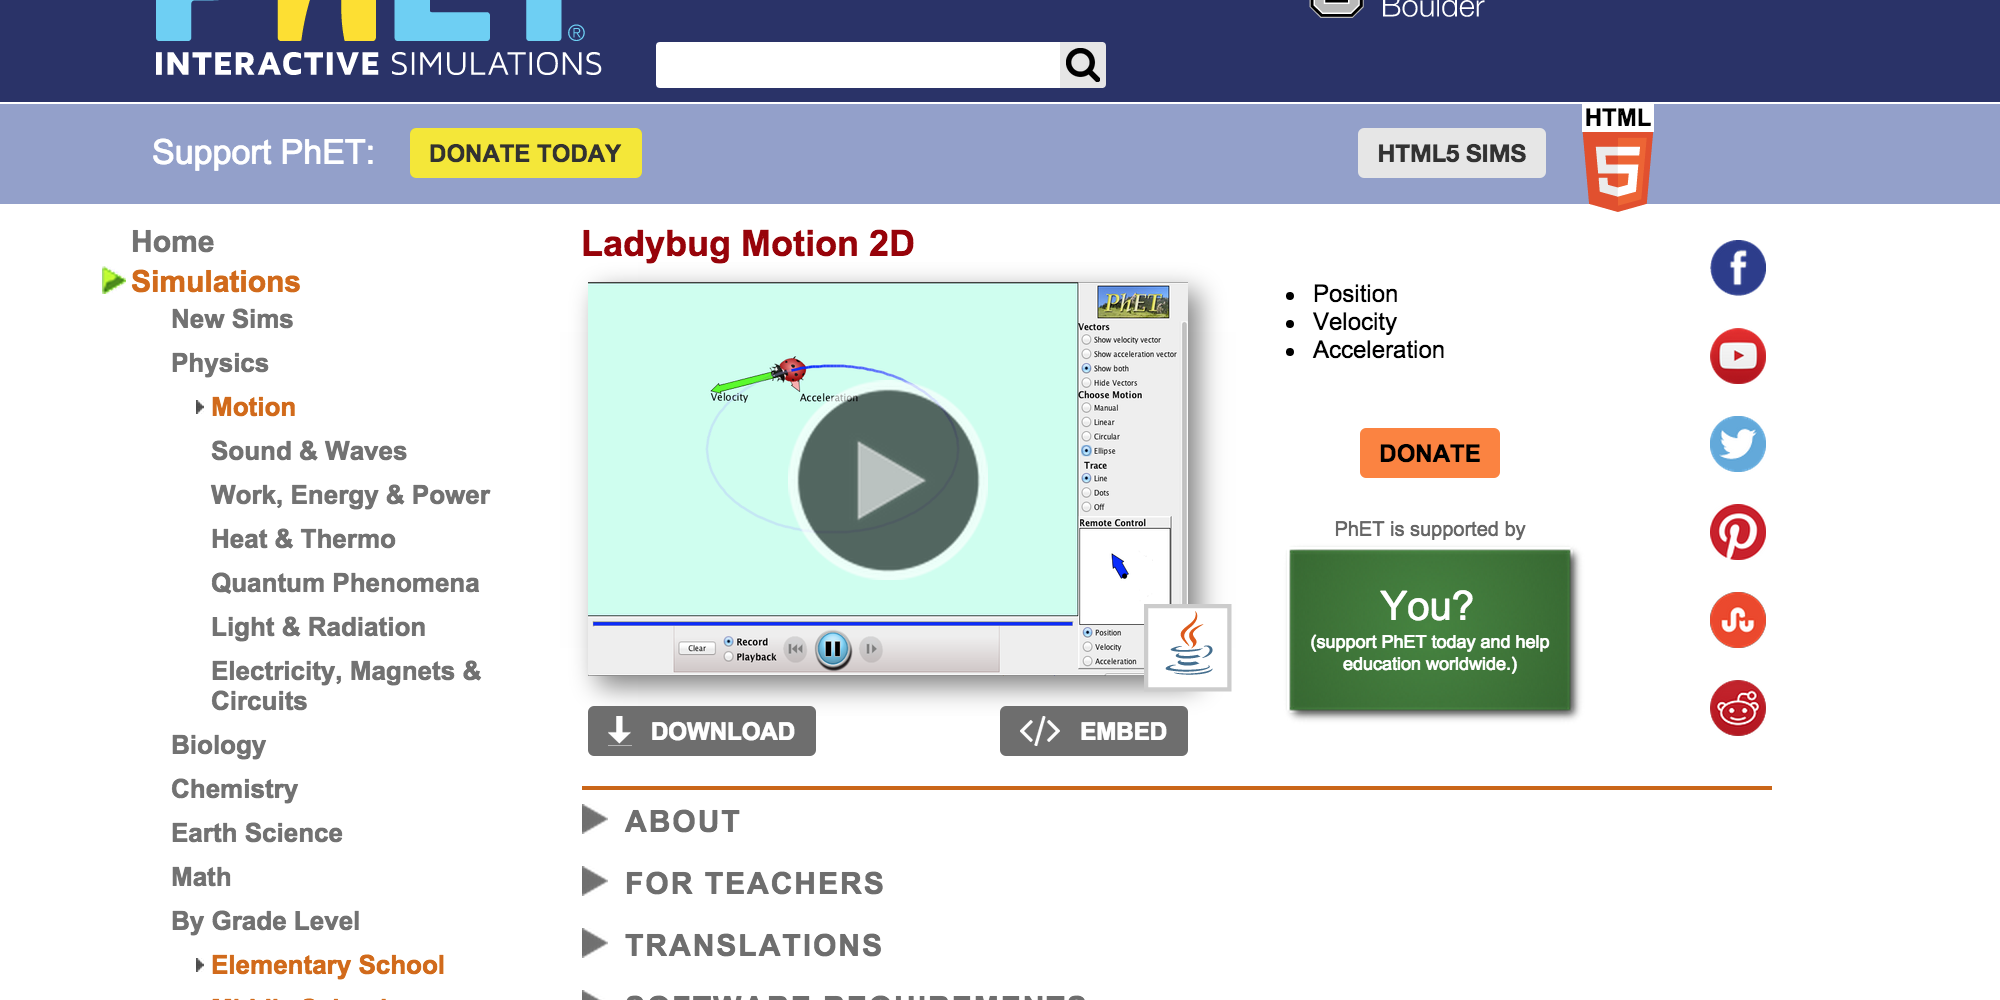 PhET®
INTERACTIVE SIMULATIONS
Boulder
Support PhET:
DONATE TODAY
HTML5 SIMS
HTML
5
Home
Simulations
New Sims
Physics
Motion
Sound & Waves
Work, Energy & Power
Heat & Thermo
Quantum Phenomena
Light & Radiation
Electricity, Magnets &
Circuits
Biology
Chemistry
Earth Science
Math
By Grade Level
Elementary School
Ladybug Motion 2D
Velocity
Acceleration
PhET
Vectors
Show velocity vector
Show acceleration vector
Show both
Hide Vectors
Choose Motion
Manual
Linear
Circular
Ellipse
Trace
Line
Dots
Off
Remote Control
Position
Velocity
Acceleration
Clear
Record
Playback
DOWNLOAD
</> EMBED
Position
Velocity
Acceleration
DONATE
PhET is supported by
You?
(support PhET today and help
education worldwide.)
ABOUT
FOR TEACHERS
TRANSLATIONS
SOFTWARE REQUIREMENTS